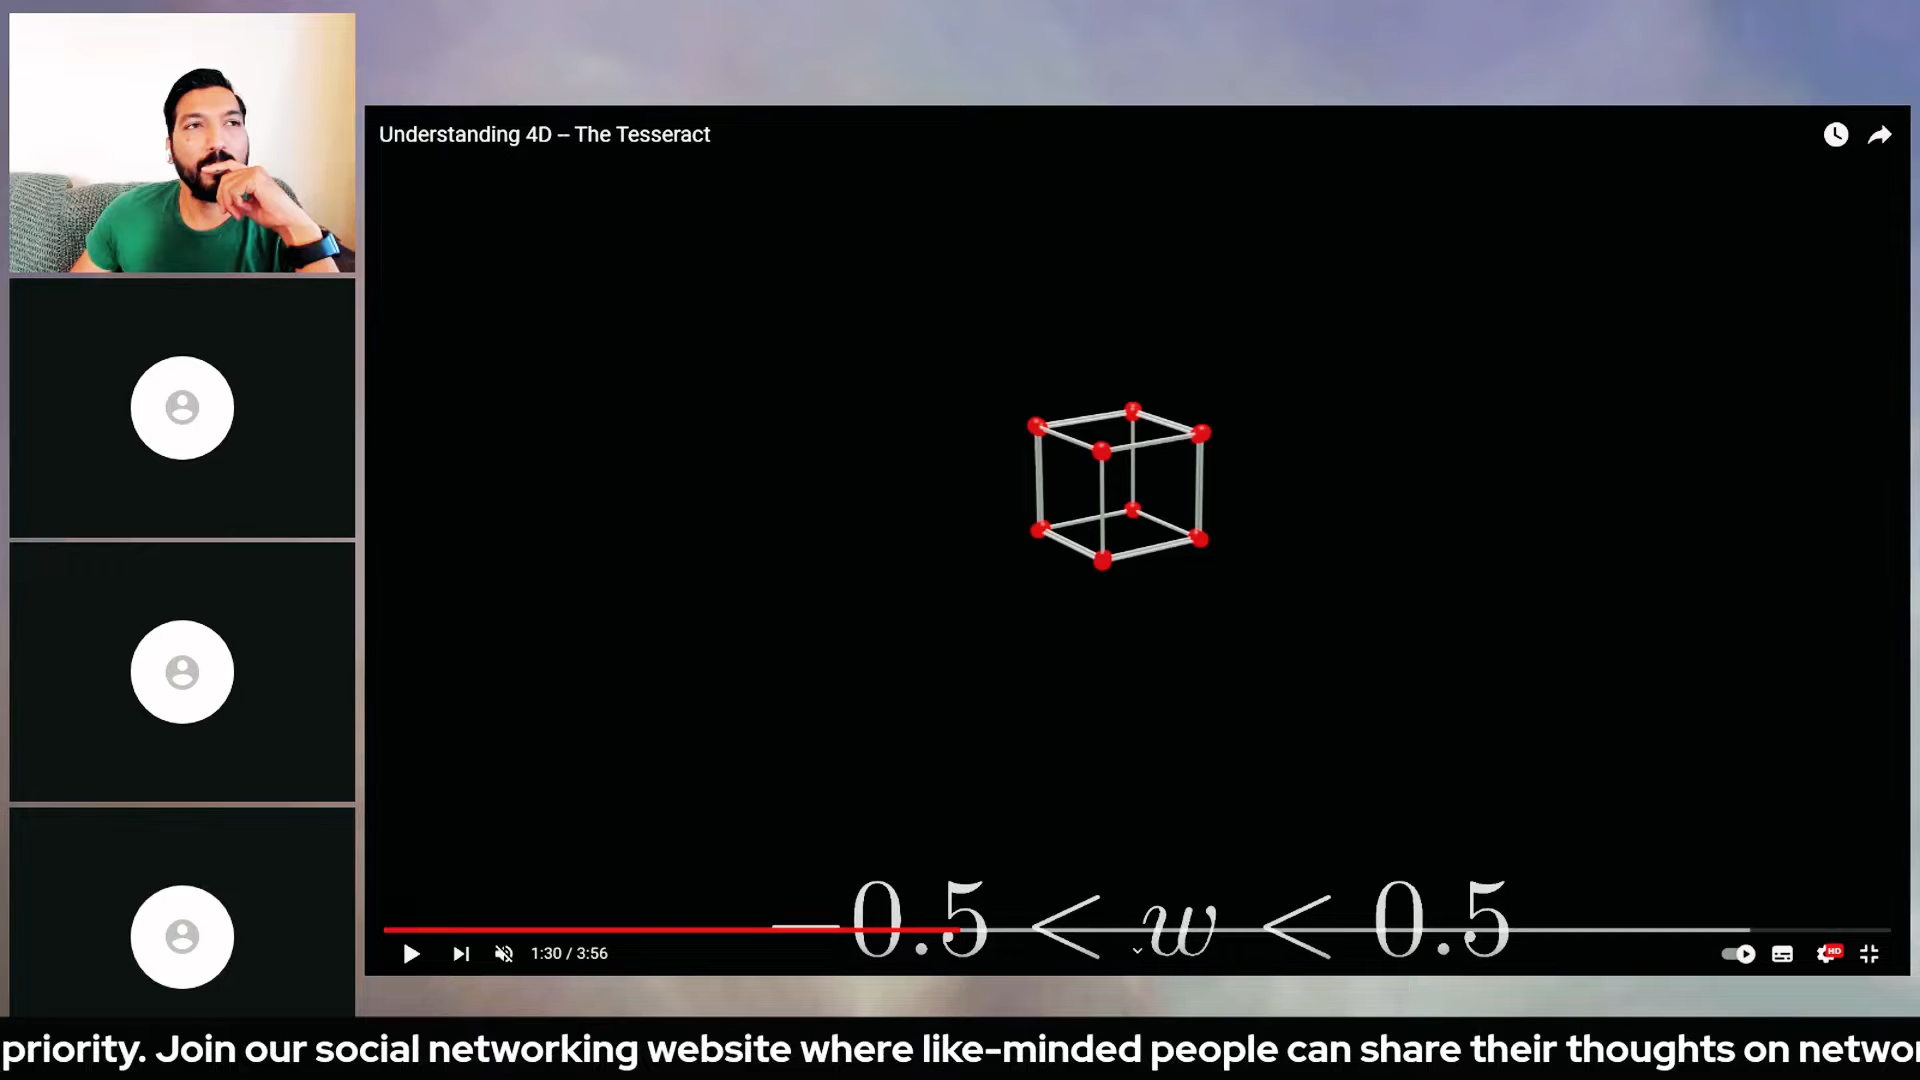 Understanding 4D – The Tesseract
−0.5 < w < 0.5
1:30 / 3:56
HD
priority. Join our social networking website where like-minded people can share their thoughts on netwo